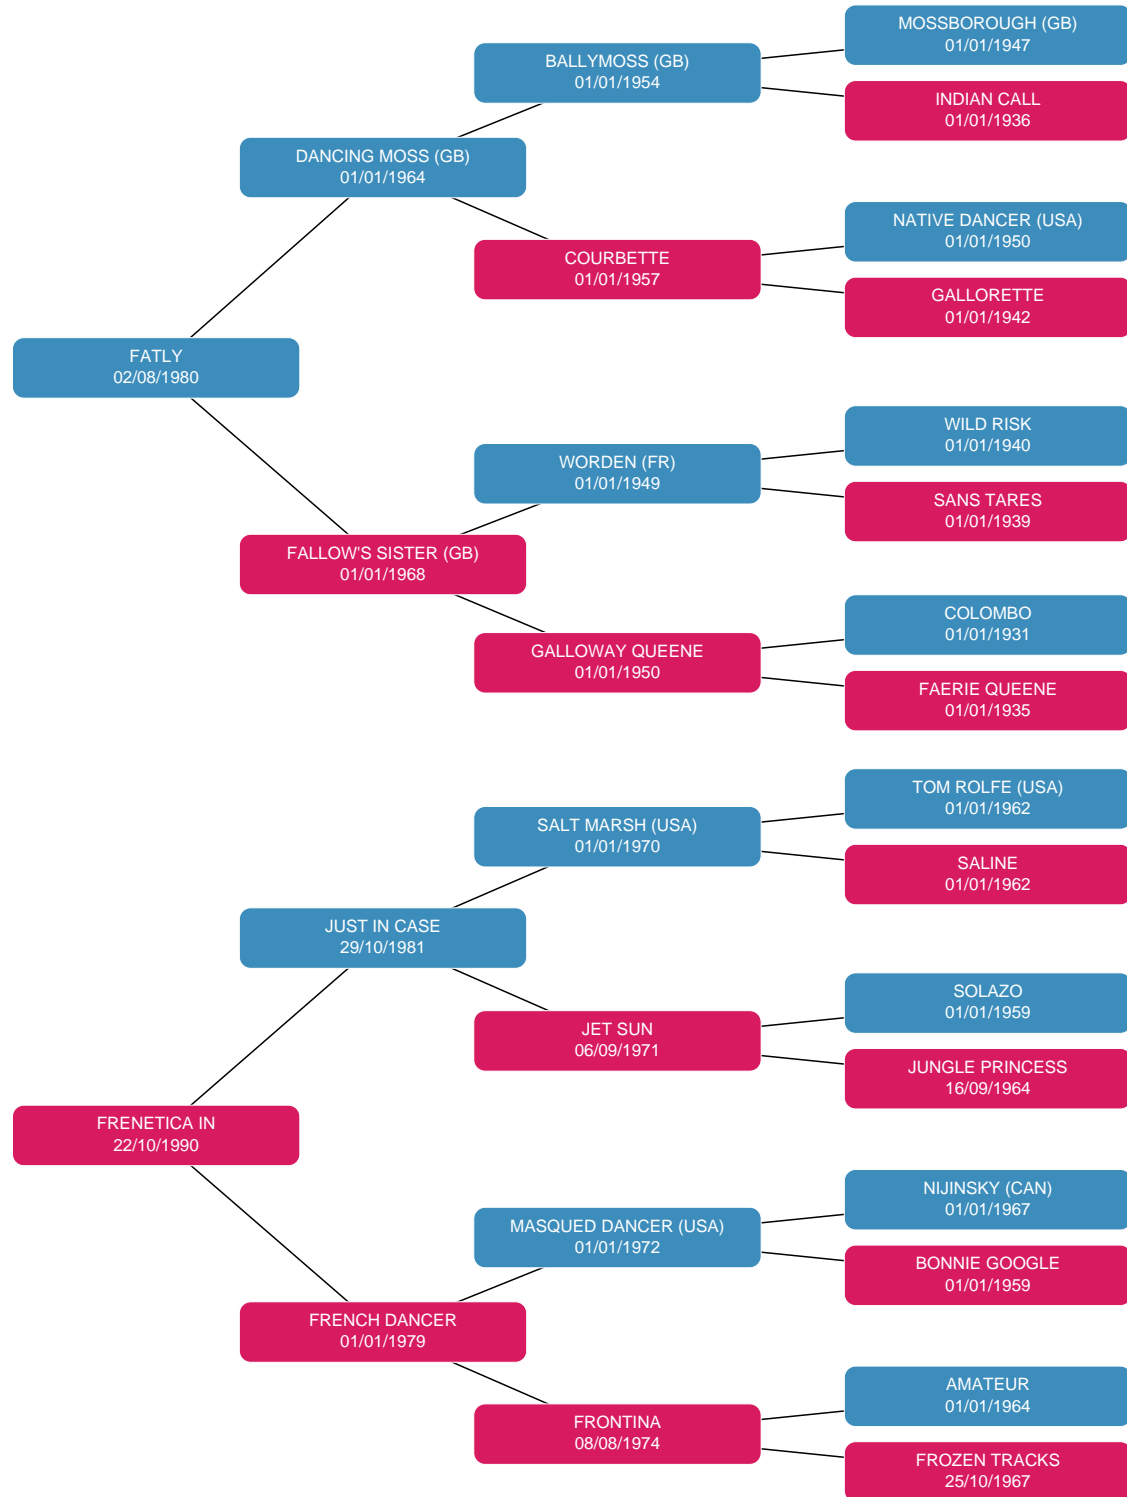 MOSSBOROUGH (GB)
01/01/1947
BALLYMOSS (GB)
01/01/1954
INDIAN CALL
01/01/1936
DANCING MOSS (GB)
01/01/1964
NATIVE DANCER (USA)
01/01/1950
COURBETTE
01/01/1957
GALLORETTE
01/01/1942
FATLY
02/08/1980
WILD RISK
01/01/1940
WORDEN (FR)
01/01/1949
SANS TARES
01/01/1939
FALLOW'S SISTER (GB)
01/01/1968
COLOMBO
01/01/1931
GALLOWAY QUEENE
01/01/1950
FAERIE QUEENE
01/01/1935
TOM ROLFE (USA)
01/01/1962
SALT MARSH (USA)
01/01/1970
SALINE
01/01/1962
JUST IN CASE
29/10/1981
SOLAZO
01/01/1959
JET SUN
06/09/1971
JUNGLE PRINCESS
16/09/1964
FRENETICA IN
22/10/1990
NIJINSKY (CAN)
01/01/1967
MASQUED DANCER (USA)
01/01/1972
BONNIE GOOGLE
01/01/1959
FRENCH DANCER
01/01/1979
AMATEUR
01/01/1964
FRONTINA
08/08/1974
FROZEN TRACKS
25/10/1967